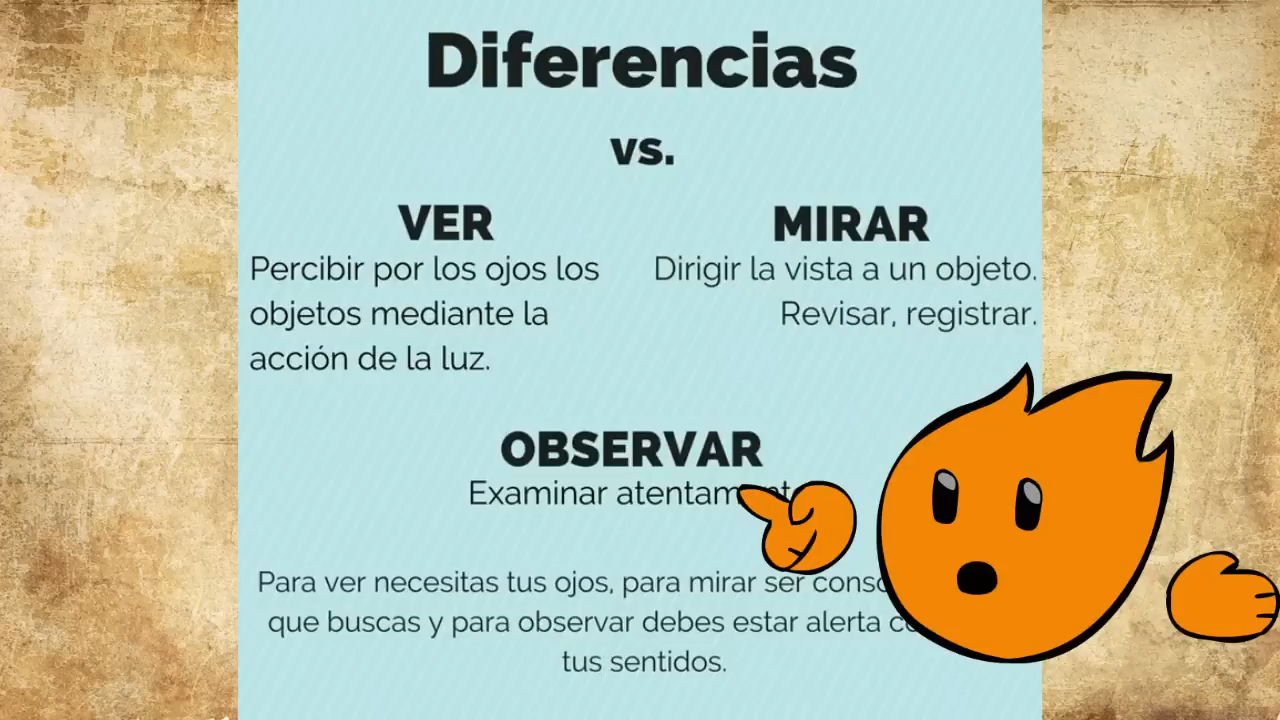 Diferencias
vs.
VER
Percibir por los ojos los
objetos mediante la
acción de la luz.
MIRAR
Dirigir la vista a un objeto.
Revisar, registrar.
OBSERVAR
Examinar
Para ver necesitas tus ojos, para mirar ser
que buscas y para observar debes estar alerta
tus sentidos.